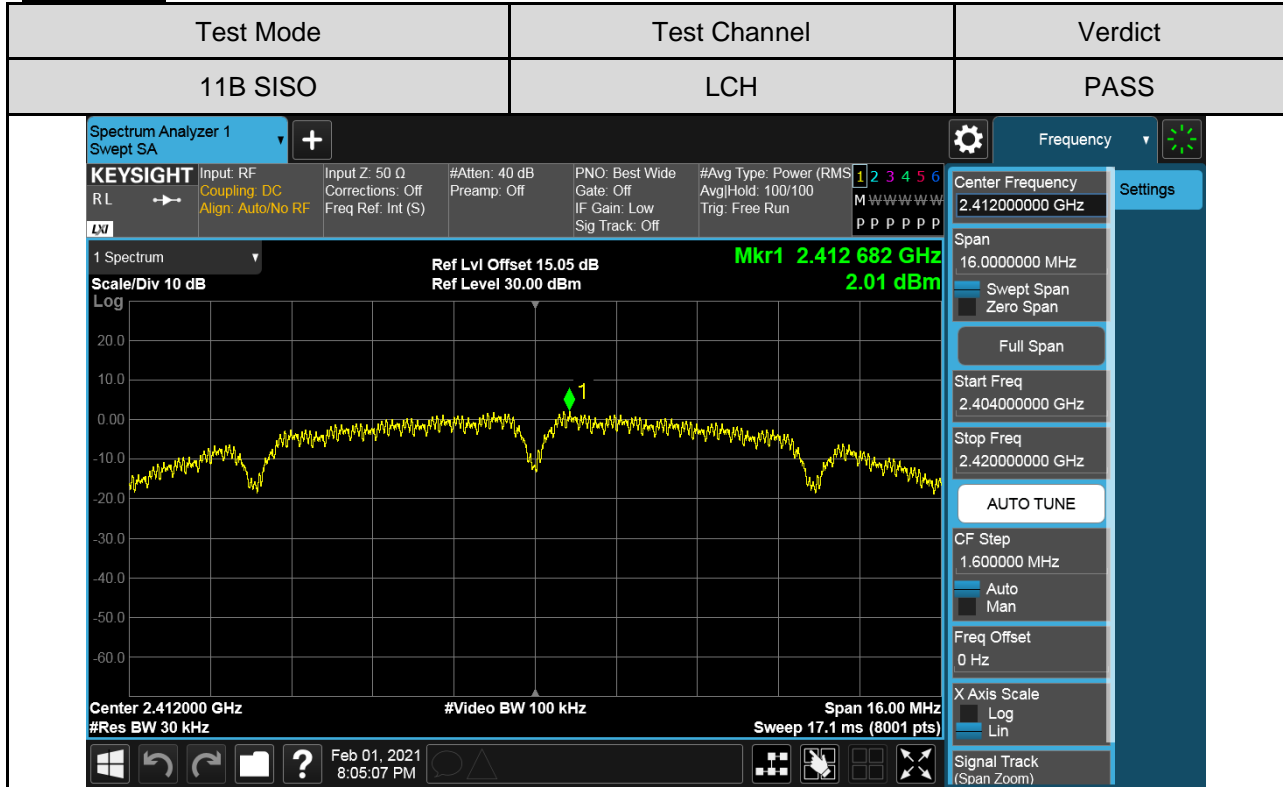 Test Mode Test Channel Verdict
11B SISO LCH PASS
Spectrum Analyzer 1
Swept SA
+
Frequency
KEYSIGHT
R L
LXI
Input: RF
Coupling: DC
Align: Auto/No RF
Input Z: 50 Ω
Corrections: Off
Freq Ref: Int (S)
#Atten: 40 dB
Preamp: Off
PNO: Best Wide
Gate: Off
IF Gain: Low
Sig Track: Off
#Avg Type: Power (RMS
Avg|Hold: 100/100
Trig: Free Run
1 2 3 4 5 6
M W W W W W
P P P P P P
1 Spectrum
Scale/Div 10 dB
Log
Ref Lvl Offset 15.05 dB
Ref Level 30.00 dBm
Mkr1 2.412 682 GHz
2.01 dBm
20.0
10.0
0.00
-10.0
-20.0
-30.0
-40.0
-50.0
-60.0
1
Center 2.412000 GHz #Video BW 100 kHz Span 16.00 MHz
#Res BW 30 kHz Sweep 17.1 ms (8001 pts)
Center Frequency
2.412000000 GHz
Settings
Span
16.0000000 MHz
Swept Span
Zero Span
Full Span
Start Freq
2.404000000 GHz
Stop Freq
2.420000000 GHz
AUTO TUNE
CF Step
1.600000 MHz
Auto
Man
Freq Offset
0 Hz
X Axis Scale
Log
Lin
Signal Track
(Span Zoom)
?
Feb 01, 2021
8:05:07 PM